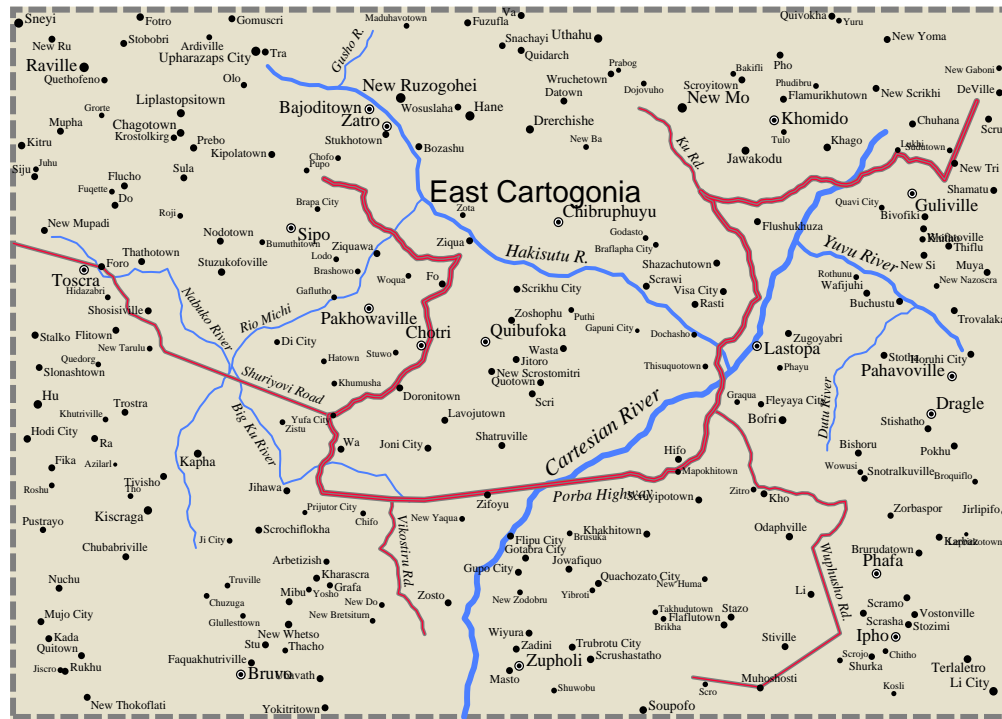 Sneyi
Fotro
Gomuscri
Maduhavotown
Fuzufla
Va
Quivokha
Yuru
New Ru
Stobobri
Ardiville
Upharazaps City
Tra
Gusho R.
Snachayi
Uthahu
Quidarch
New Yoma
Raville
Quethofeno
Olo
Prabog
Wruchetown
Dojovuho
Bakifli
Scroyitown
Pho
Phudibru
New Gaboni
DeVille
Liplastopsitown
New Ruzogohei
Wosuslaha
Hane
Datown
New Mo
Flamurikhutown
New Scrikhi
Grorte
Mupha
Chagotown
Krostolkirg
Bajoditown
Zatro
Stukhotown
Drerchishe
Khomido
Tulo
Chuhana
Scru
Kitru
Prebo
Kipolatown
Chofo
Pupo
Bozashu
New Ba
Ku Rd.
Jawakodu
Khago
Lukhi
Sudutown
New Tri
Juhu
Siju
Sula
Flucho
Fuqette
Do
East Cartogonia
Guliville
Shamatu
Roji
Brapa City
Zota
Chibruphuyu
Quavi City
Bivofiki
New Mupadi
Nodotown
Sipo
Bumuthitown
Ziquawa
Ziqua
Godasto
Braflapha City
Flushukhuza
Thiflu
Thathotown
Foro
Toscra
Stuzukofoville
Lodo
Brashowo
Woqua
Fo
Hakisutu R.
Shazachutown
Yuvu River
New Si
Muya
Hidazabri
Gaflutho
Scrikhu City
Scrawi
Visa City
Rasti
Rothunu
Wafijuhi
Buchustu
New Nazoscra
Shosisiville
Nabuko River
Rio Michi
Pakhowaville
Zoshophu
Puthi
Gapuni City
Dochasho
Trovalaka
Stalko
Flitown
New Tarulu
Di City
Chotri
Quibufoka
Zugoyabri
Lastopa
Quedorg
Slonashtown
Hatown
Stuwo
Wasta
Jitoro
Thisuquotown
Phayu
Stothu
Horuhi City
Pahavoville
Shuriyovi Road
Khumusha
Doronitown
New Scrostomitri
Quotown
Scri
Hu
Khutriville
Trostra
Big Ku River
Yufa City
Zistu
Lavojutown
Graqua
Fleyaya City
Bofri
Dutu River
Dragle
Stishatho
Hodi City
Ra
Wa
Joni City
Shatruville
Cartesian River
Bishoru
Pokhu
Fika
Azilarl
Kapha
Hifo
Mapokhitown
Wowusi
Snotralkuville
Roshu
Tivisho
Tho
Jihawa
Zifoyu
Porba Highway
Scruyipotown
Zitro
Kho
Broquiflo
Pustrayo
Kiscraga
Prijutor City
Chifo
New Yaqua
Zorbaspor
Jirlipifo
Scrochiflokha
Ji City
Vikostiru Rd.
Flipu City
Brusuka
Khakhitown
Odaphville
Chubabriville
Arbetizish
Gotabra City
Gupo City
Jowafiquo
Wuphusho Rd.
Brurudatown
Phafa
Nuchu
Truville
Kharascra
Mibu
Yosho
Grafa
New Zodobru
Yibroti
Quachozato City
New Huma
Li
Chuzuga
New Do
Zosto
Scramo
Mujo City
Glullesttown
New Bretsitum
Takhudutown
Flaflutown
Brikha
Stazo
Scrasha
Vostonville
Stozimi
Kada
Quitown
New Whetso
Stu
Thacho
Wiyura
Zadini
Trubrotu City
Stiville
Ipho
Chitho
Jiscro
Rukhu
Faquakhutriville
Bruv
Masto
Zupholi
Scrushastatho
Scrojo
Shurka
Terlaletro
New Thokoflati
Yokitritown
Shwubu
Soupofo
Scro
Muhoshosti
Kosli
Li City